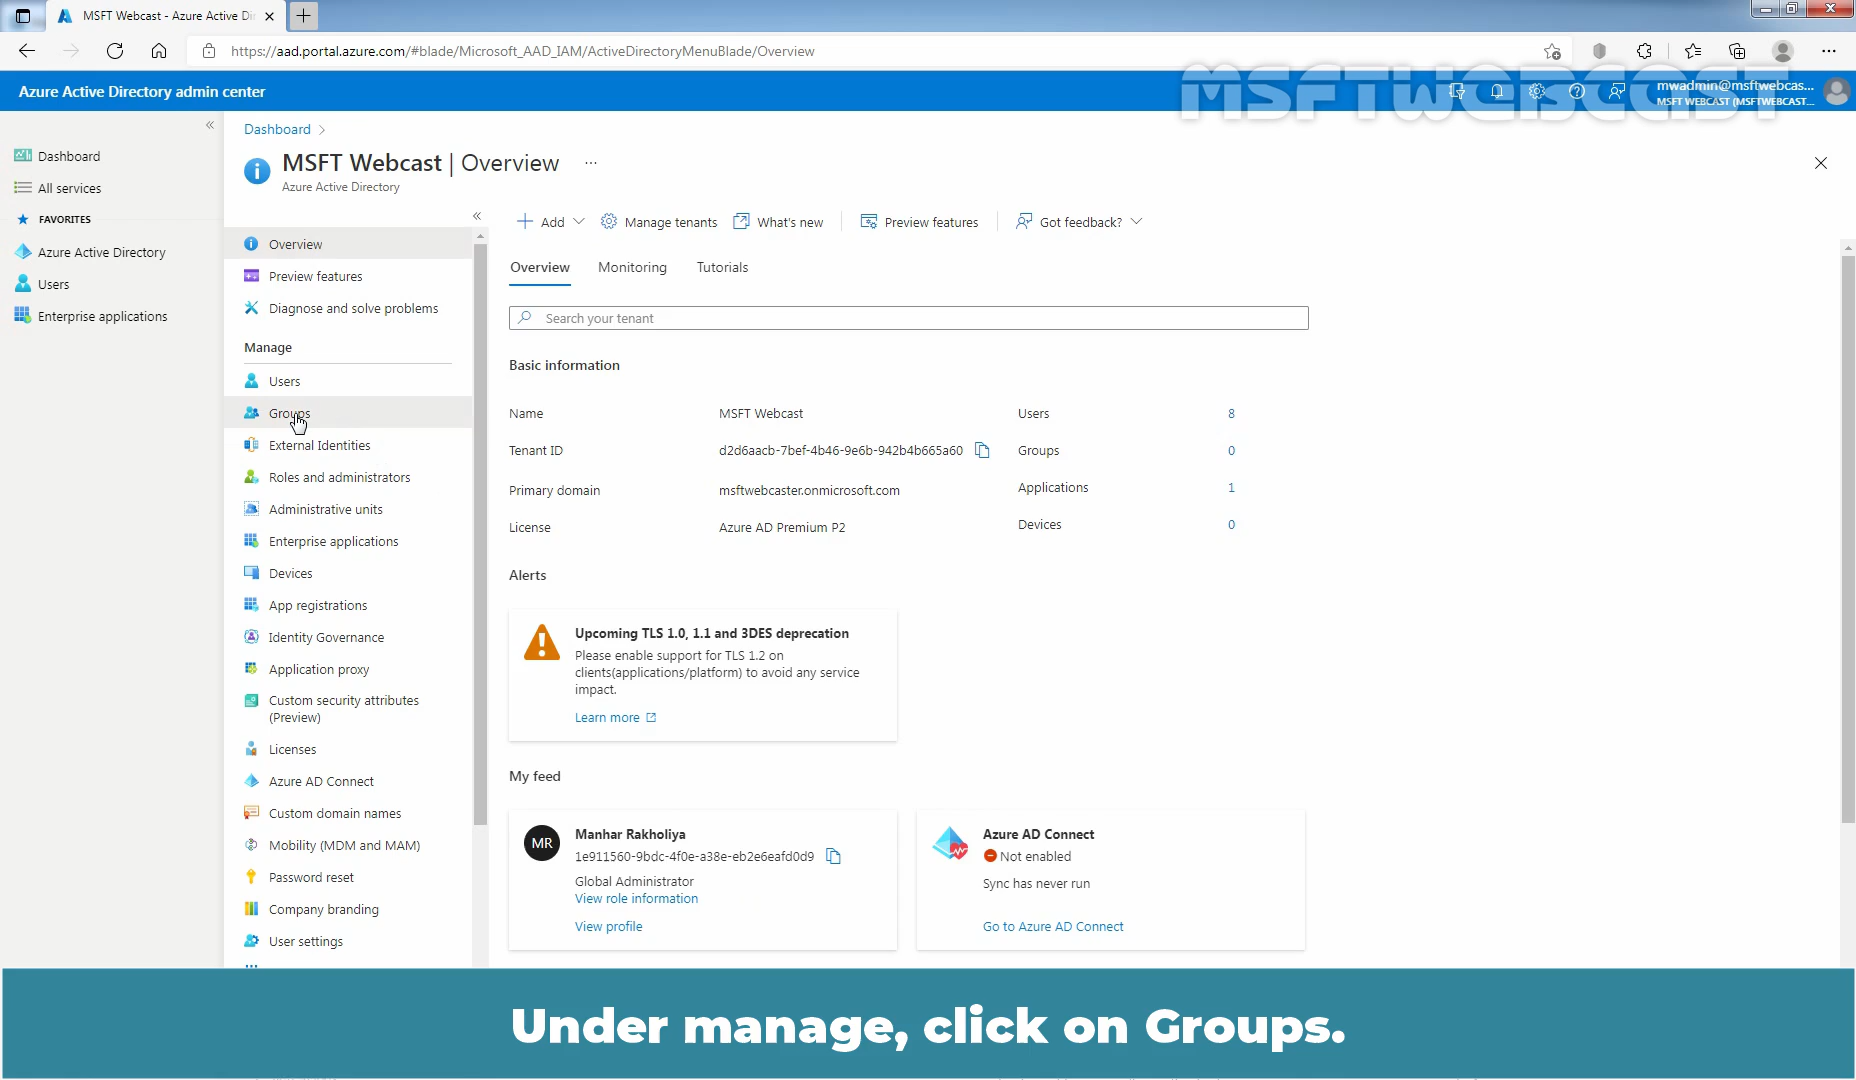 MSFT Webcast - Azure Active Di
https://aad.portal.azure.com/#blade/Microsoft_AAD_IAM/ActiveDirectoryMenuBlade/Overview
MSFTWEBCAST
Azure Active Directory admin center
mwadmin@msftwebcas...
MSFT WEBCAST (MSFTWEBCAST...
Dashboard
All services
FAVORITES
Azure Active Directory
Users
Enterprise applications
Dashboard >
MSFT Webcast | Overview ...
Azure Active Directory
Overview
Preview features
Diagnose and solve problems
Manage
Users
Groups
External Identities
Roles and administrators
Administrative units
Enterprise applications
Devices
App registrations
Identity Governance
Application proxy
Custom security attributes
(Preview)
Licenses
Azure AD Connect
Custom domain names
Mobility (MDM and MAM)
Password reset
Company branding
User settings
Add Manage tenants What's new Preview features Got feedback?
Overview Monitoring Tutorials
Search your tenant
Basic information
Name MSFT Webcast Users 8
Tenant ID d2d6aacb-7bef-4b46-9e6b-942b4b665a60 Groups 0
Primary domain msftwebcaster.onmicrosoft.com Applications 1
License Azure AD Premium P2 Devices 0
Alerts
Upcoming TLS 1.0, 1.1 and 3DES deprecation
Please enable support for TLS 1.2 on
clients(applications/platform) to avoid any service
impact.
Learn more
My feed
MR
Manhar Rakholiya
1e911560-9bdc-4f0e-a38e-eb2e6eafd0d9
Global Administrator
View role information
View profile
Azure AD Connect
Not enabled
Sync has never run
Go to Azure AD Connect
Under manage, click on Groups.